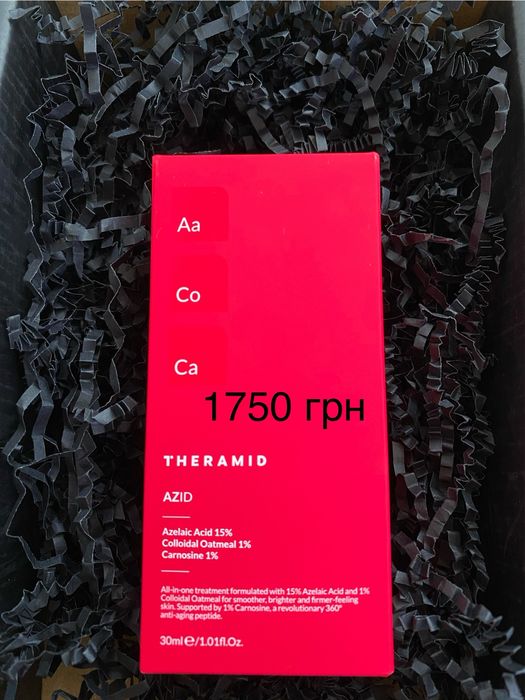 Aa
Co
Ca
1750 грн
THERAMID
AZID
Azelaic Acid 15%
Colloidal Oatmeal 1%
Carnosine 1%
All-in-one treatment formulated with 15% Azelaic Acid and 1%
Colloidal Oatmeal for smoother, brighter and firmer-feeling
skin. Supported by 1% Carnosine, a revolutionary 360°
anti-aging peptide.
30ml℮/1.01fl.Oz.